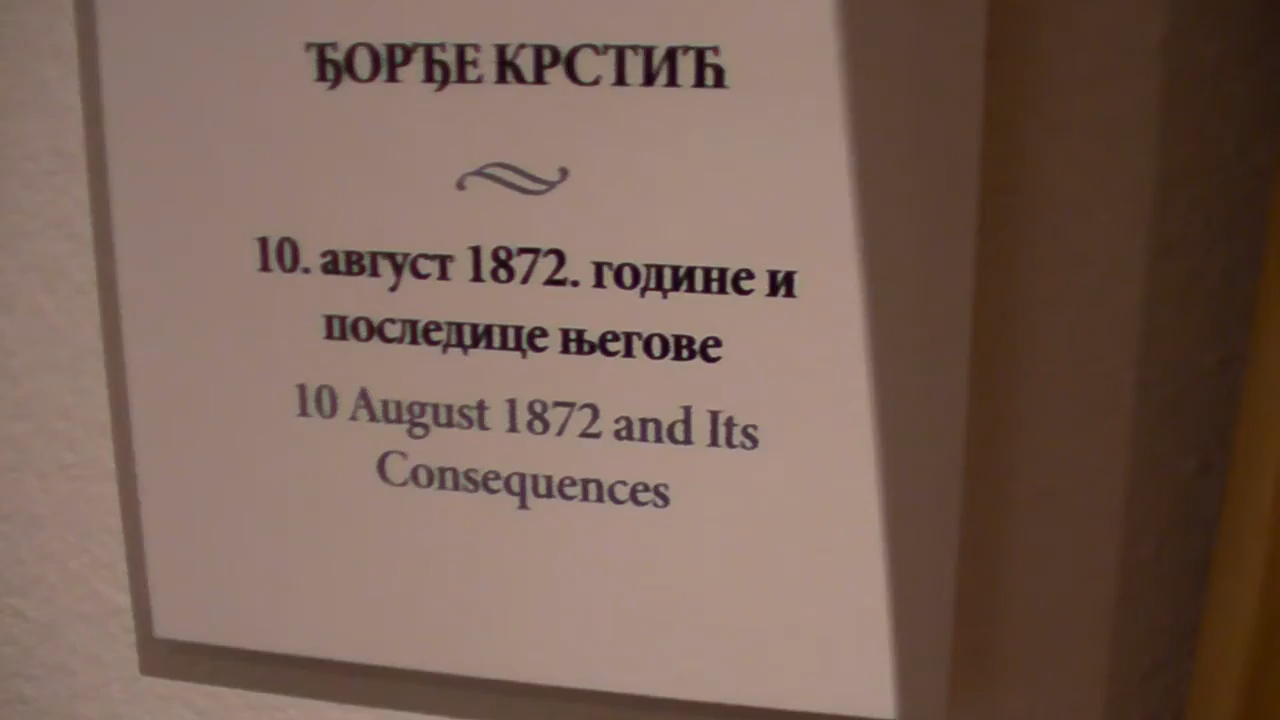 ЂОРЂЕ КРСТИЋ
10. август 1872. године и
последице његове
10 August 1872 and Its
Consequences